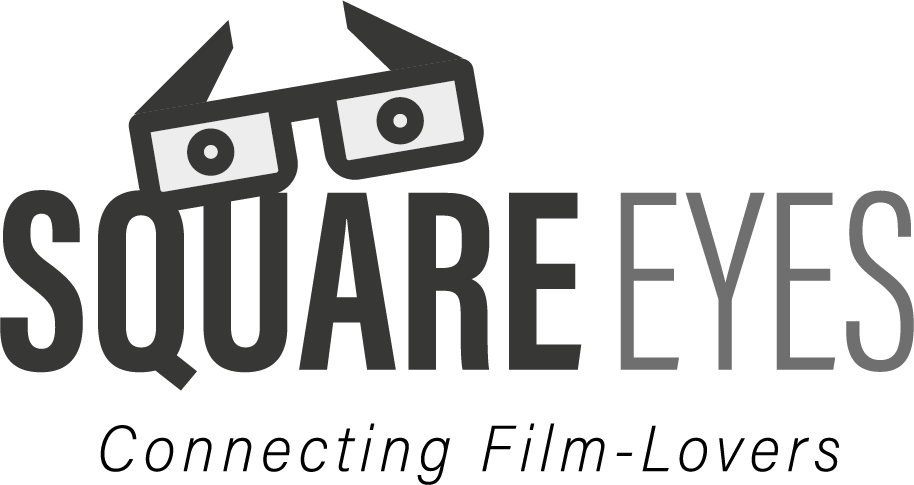 SQUARE EYES
Connecting Film-Lovers